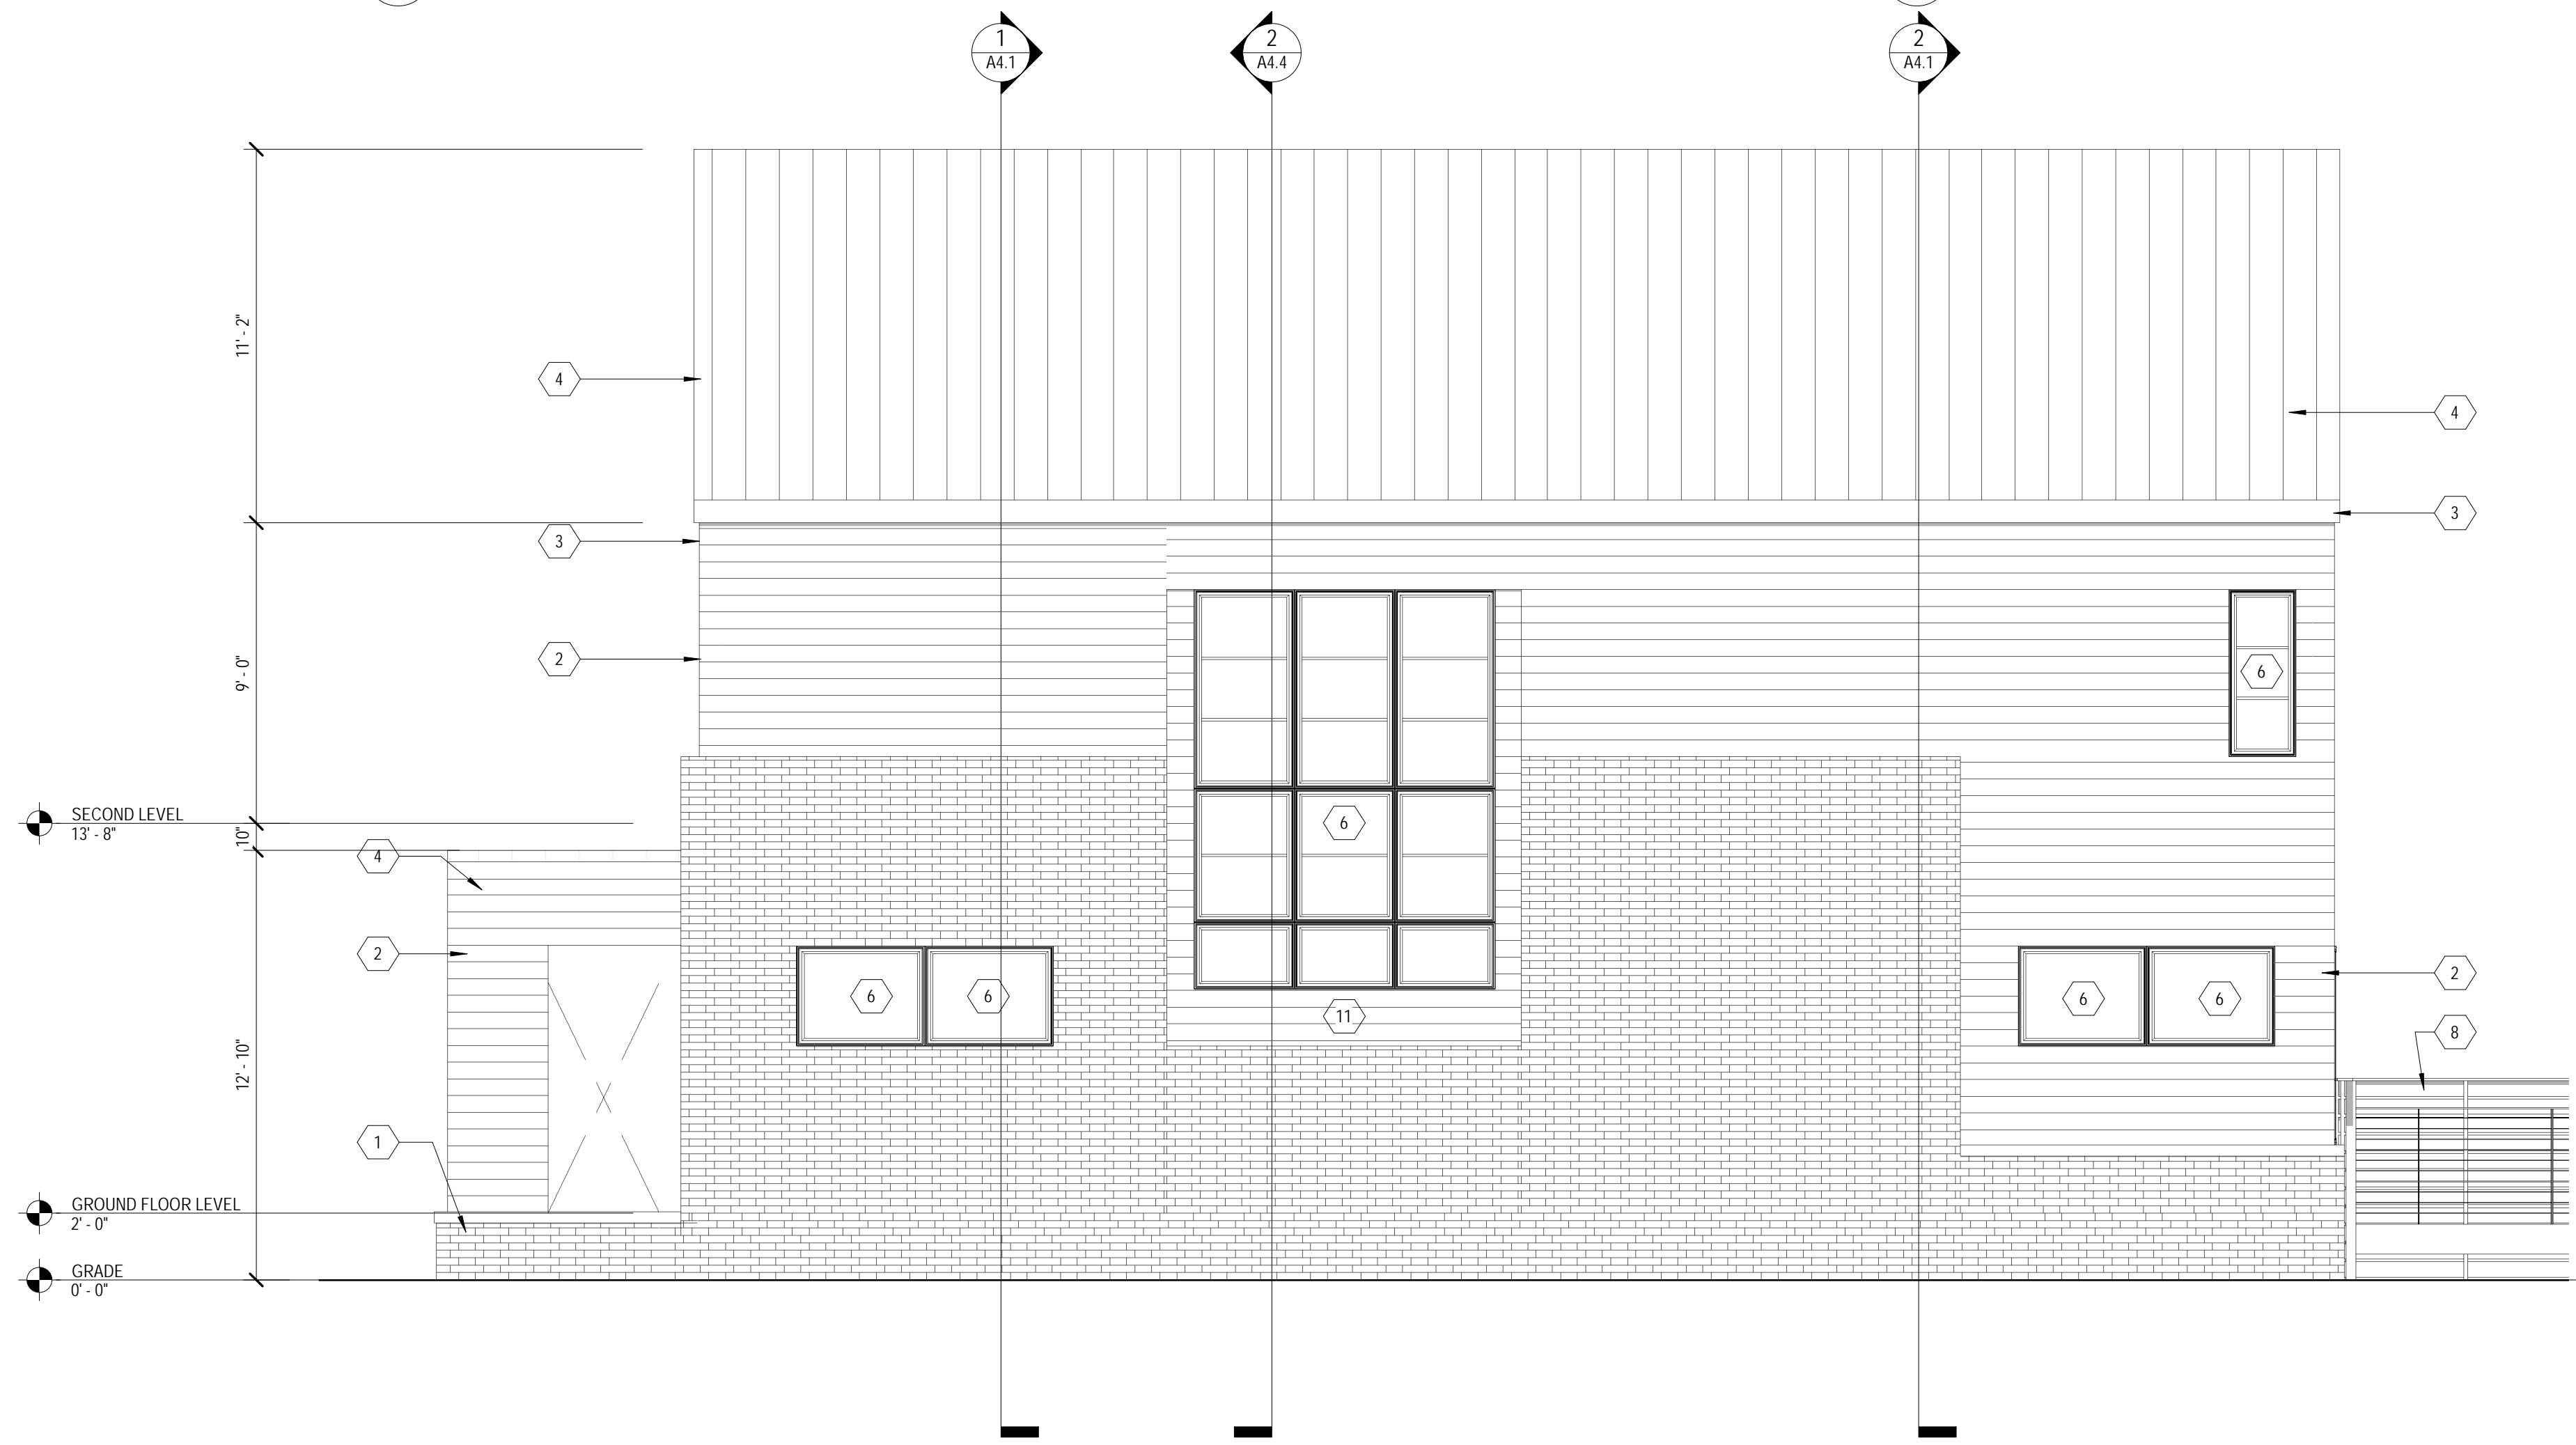 1
A4.1
2
A4.4
2
A4.1
11' - 2"
4
4
3
3
9' - 0"
2
6
SECOND LEVEL
13' - 8"
10"
6
4
2
2
6
6
6
6
11
8
12' - 10"
1
GROUND FLOOR LEVEL
2' - 0"
GRADE
0' - 0"